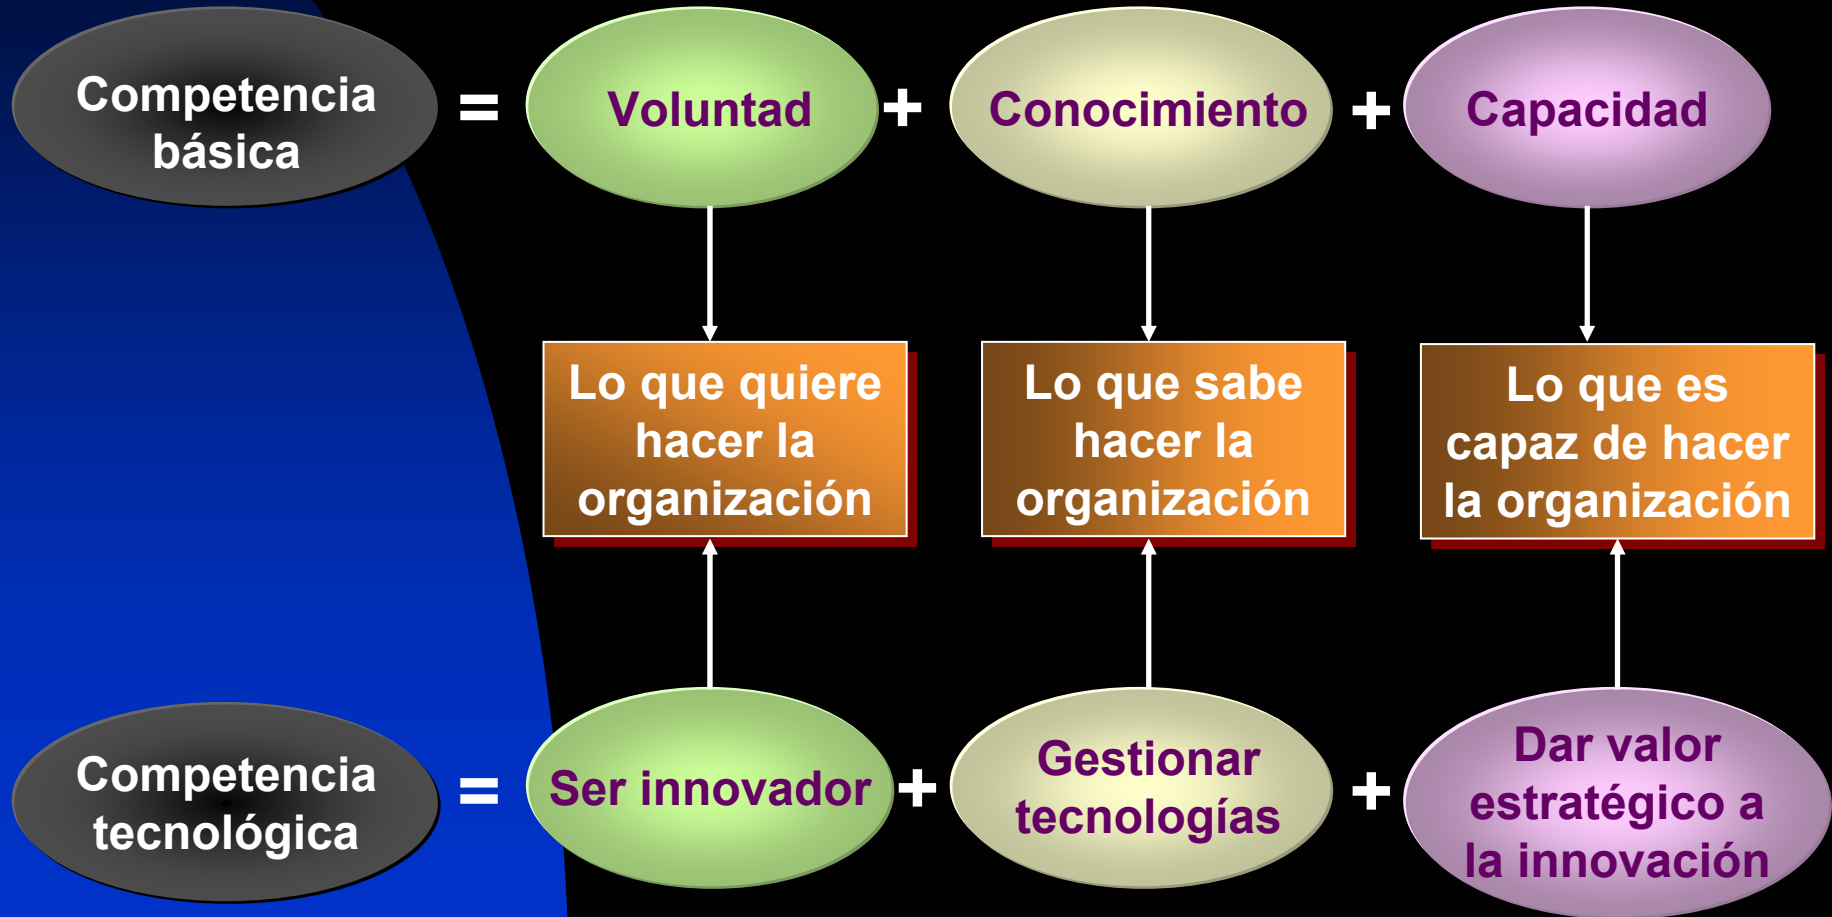 Competencia
básica
=
Voluntad
+
Conocimiento
+
Capacidad
Lo que quiere
hacer la
organización
Lo que sabe
hacer la
organización
Lo que es
capaz de hacer
la organización
Competencia
tecnológica
=
Ser innovador
+
Gestionar
tecnologías
+
Dar valor
estratégico a
la innovación